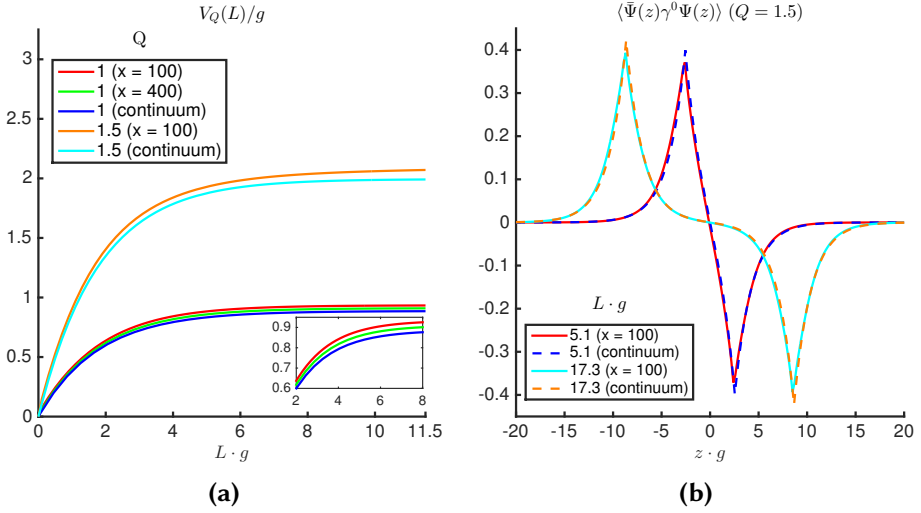 V_Q(L)/g
Q
1 (x = 100)
1 (x = 400)
1 (continuum)
1.5 (x = 100)
1.5 (continuum)
3
2.5
2
1.5
1
0.5
0
0.9
0.8
0.7
0.6
2 4 6 8
0 2 4 6 8 10 11.5
L · g
(a)
⟨Ψ̄(z)γ⁰Ψ(z)⟩ (Q = 1.5)
0.4
0.3
0.2
0.1
0
-0.1
-0.2
-0.3
-0.4
L · g
5.1 (x = 100)
5.1 (continuum)
17.3 (x = 100)
17.3 (continuum)
-20 -15 -10 -5 0 5 10 15 20
z · g
(b)